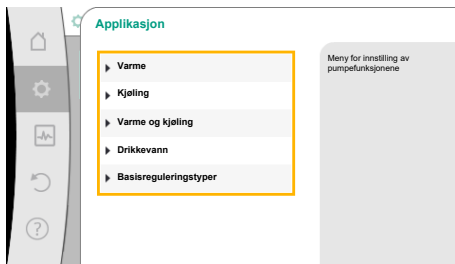 Applikasjon
Varme
Kjøling
Varme og kjøling
Drikkevann
Basisreguleringstyper
Meny for innstilling av
pumpefunksjonene
?